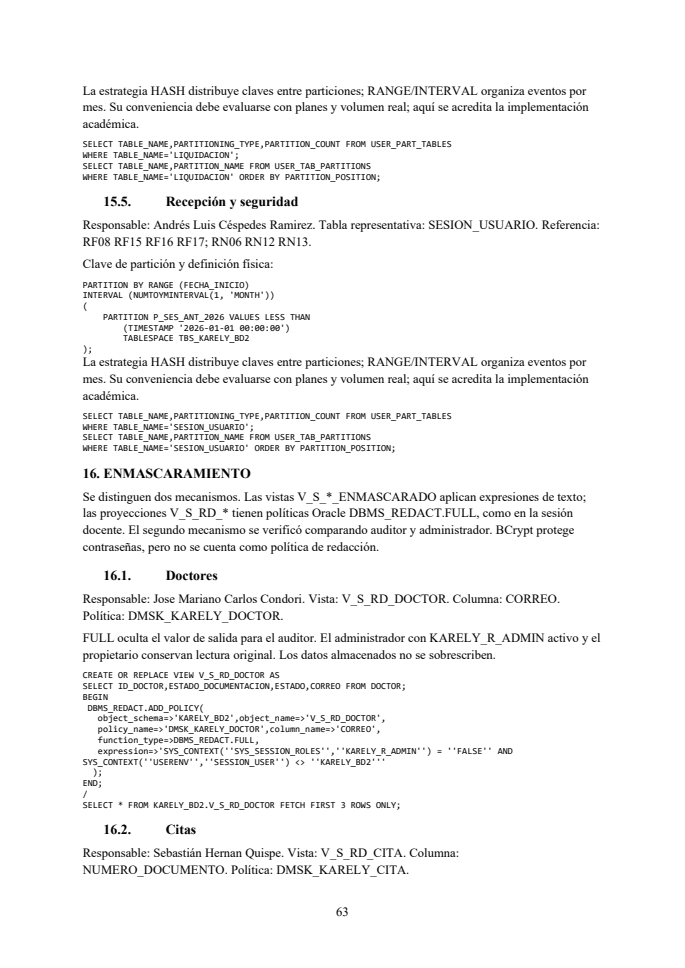 La estrategia HASH distribuye claves entre particiones; RANGE/INTERVAL organiza eventos por
mes. Su conveniencia debe evaluarse con planes y volumen real; aquí se acredita la implementación
académica.
SELECT TABLE_NAME,PARTITIONING_TYPE,PARTITION_COUNT FROM USER_PART_TABLES
WHERE TABLE_NAME='LIQUIDACION';
SELECT TABLE_NAME,PARTITION_NAME FROM USER_TAB_PARTITIONS
WHERE TABLE_NAME='LIQUIDACION' ORDER BY PARTITION_POSITION;
15.5. Recepción y seguridad
Responsable: Andrés Luis Céspedes Ramirez. Tabla representativa: SESION_USUARIO. Referencia:
RF08 RF15 RF16 RF17; RN06 RN12 RN13.
Clave de partición y definición física:
PARTITION BY RANGE (FECHA_INICIO)
INTERVAL (NUMTOYMINTERVAL(1, 'MONTH'))
(
    PARTITION P_SES_ANT_2026 VALUES LESS THAN
        (TIMESTAMP '2026-01-01 00:00:00')
        TABLESPACE TBS_KARELY_BD2
);
La estrategia HASH distribuye claves entre particiones; RANGE/INTERVAL organiza eventos por
mes. Su conveniencia debe evaluarse con planes y volumen real; aquí se acredita la implementación
académica.
SELECT TABLE_NAME,PARTITIONING_TYPE,PARTITION_COUNT FROM USER_PART_TABLES
WHERE TABLE_NAME='SESION_USUARIO';
SELECT TABLE_NAME,PARTITION_NAME FROM USER_TAB_PARTITIONS
WHERE TABLE_NAME='SESION_USUARIO' ORDER BY PARTITION_POSITION;
16. ENMASCARAMIENTO
Se distinguen dos mecanismos. Las vistas V_S_*_ENMASCARADO aplican expresiones de texto;
las proyecciones V_S_RD_* tienen políticas Oracle DBMS_REDACT.FULL, como en la sesión
docente. El segundo mecanismo se verificó comparando auditor y administrador. BCrypt protege
contraseñas, pero no se cuenta como política de redacción.
16.1. Doctores
Responsable: Jose Mariano Carlos Condori. Vista: V_S_RD_DOCTOR. Columna: CORREO.
Política: DMSK_KARELY_DOCTOR.
FULL oculta el valor de salida para el auditor. El administrador con KARELY_R_ADMIN activo y el
propietario conservan lectura original. Los datos almacenados no se sobrescriben.
CREATE OR REPLACE VIEW V_S_RD_DOCTOR AS
SELECT ID_DOCTOR,ESTADO_DOCUMENTACION,ESTADO,CORREO FROM DOCTOR;
BEGIN
 DBMS_REDACT.ADD_POLICY(
   object_schema=>'KARELY_BD2',object_name=>'V_S_RD_DOCTOR',
   policy_name=>'DMSK_KARELY_DOCTOR',column_name=>'CORREO',
   function_type=>DBMS_REDACT.FULL,
   expression=>'SYS_CONTEXT(''SYS_SESSION_ROLES'',''KARELY_R_ADMIN'') = ''FALSE'' AND
SYS_CONTEXT(''USERENV'',''SESSION_USER'') <> ''KARELY_BD2'''
  );
END;
/
SELECT * FROM KARELY_BD2.V_S_RD_DOCTOR FETCH FIRST 3 ROWS ONLY;
16.2. Citas
Responsable: Sebastián Hernan Quispe. Vista: V_S_RD_CITA. Columna:
NUMERO_DOCUMENTO. Política: DMSK_KARELY_CITA.
63